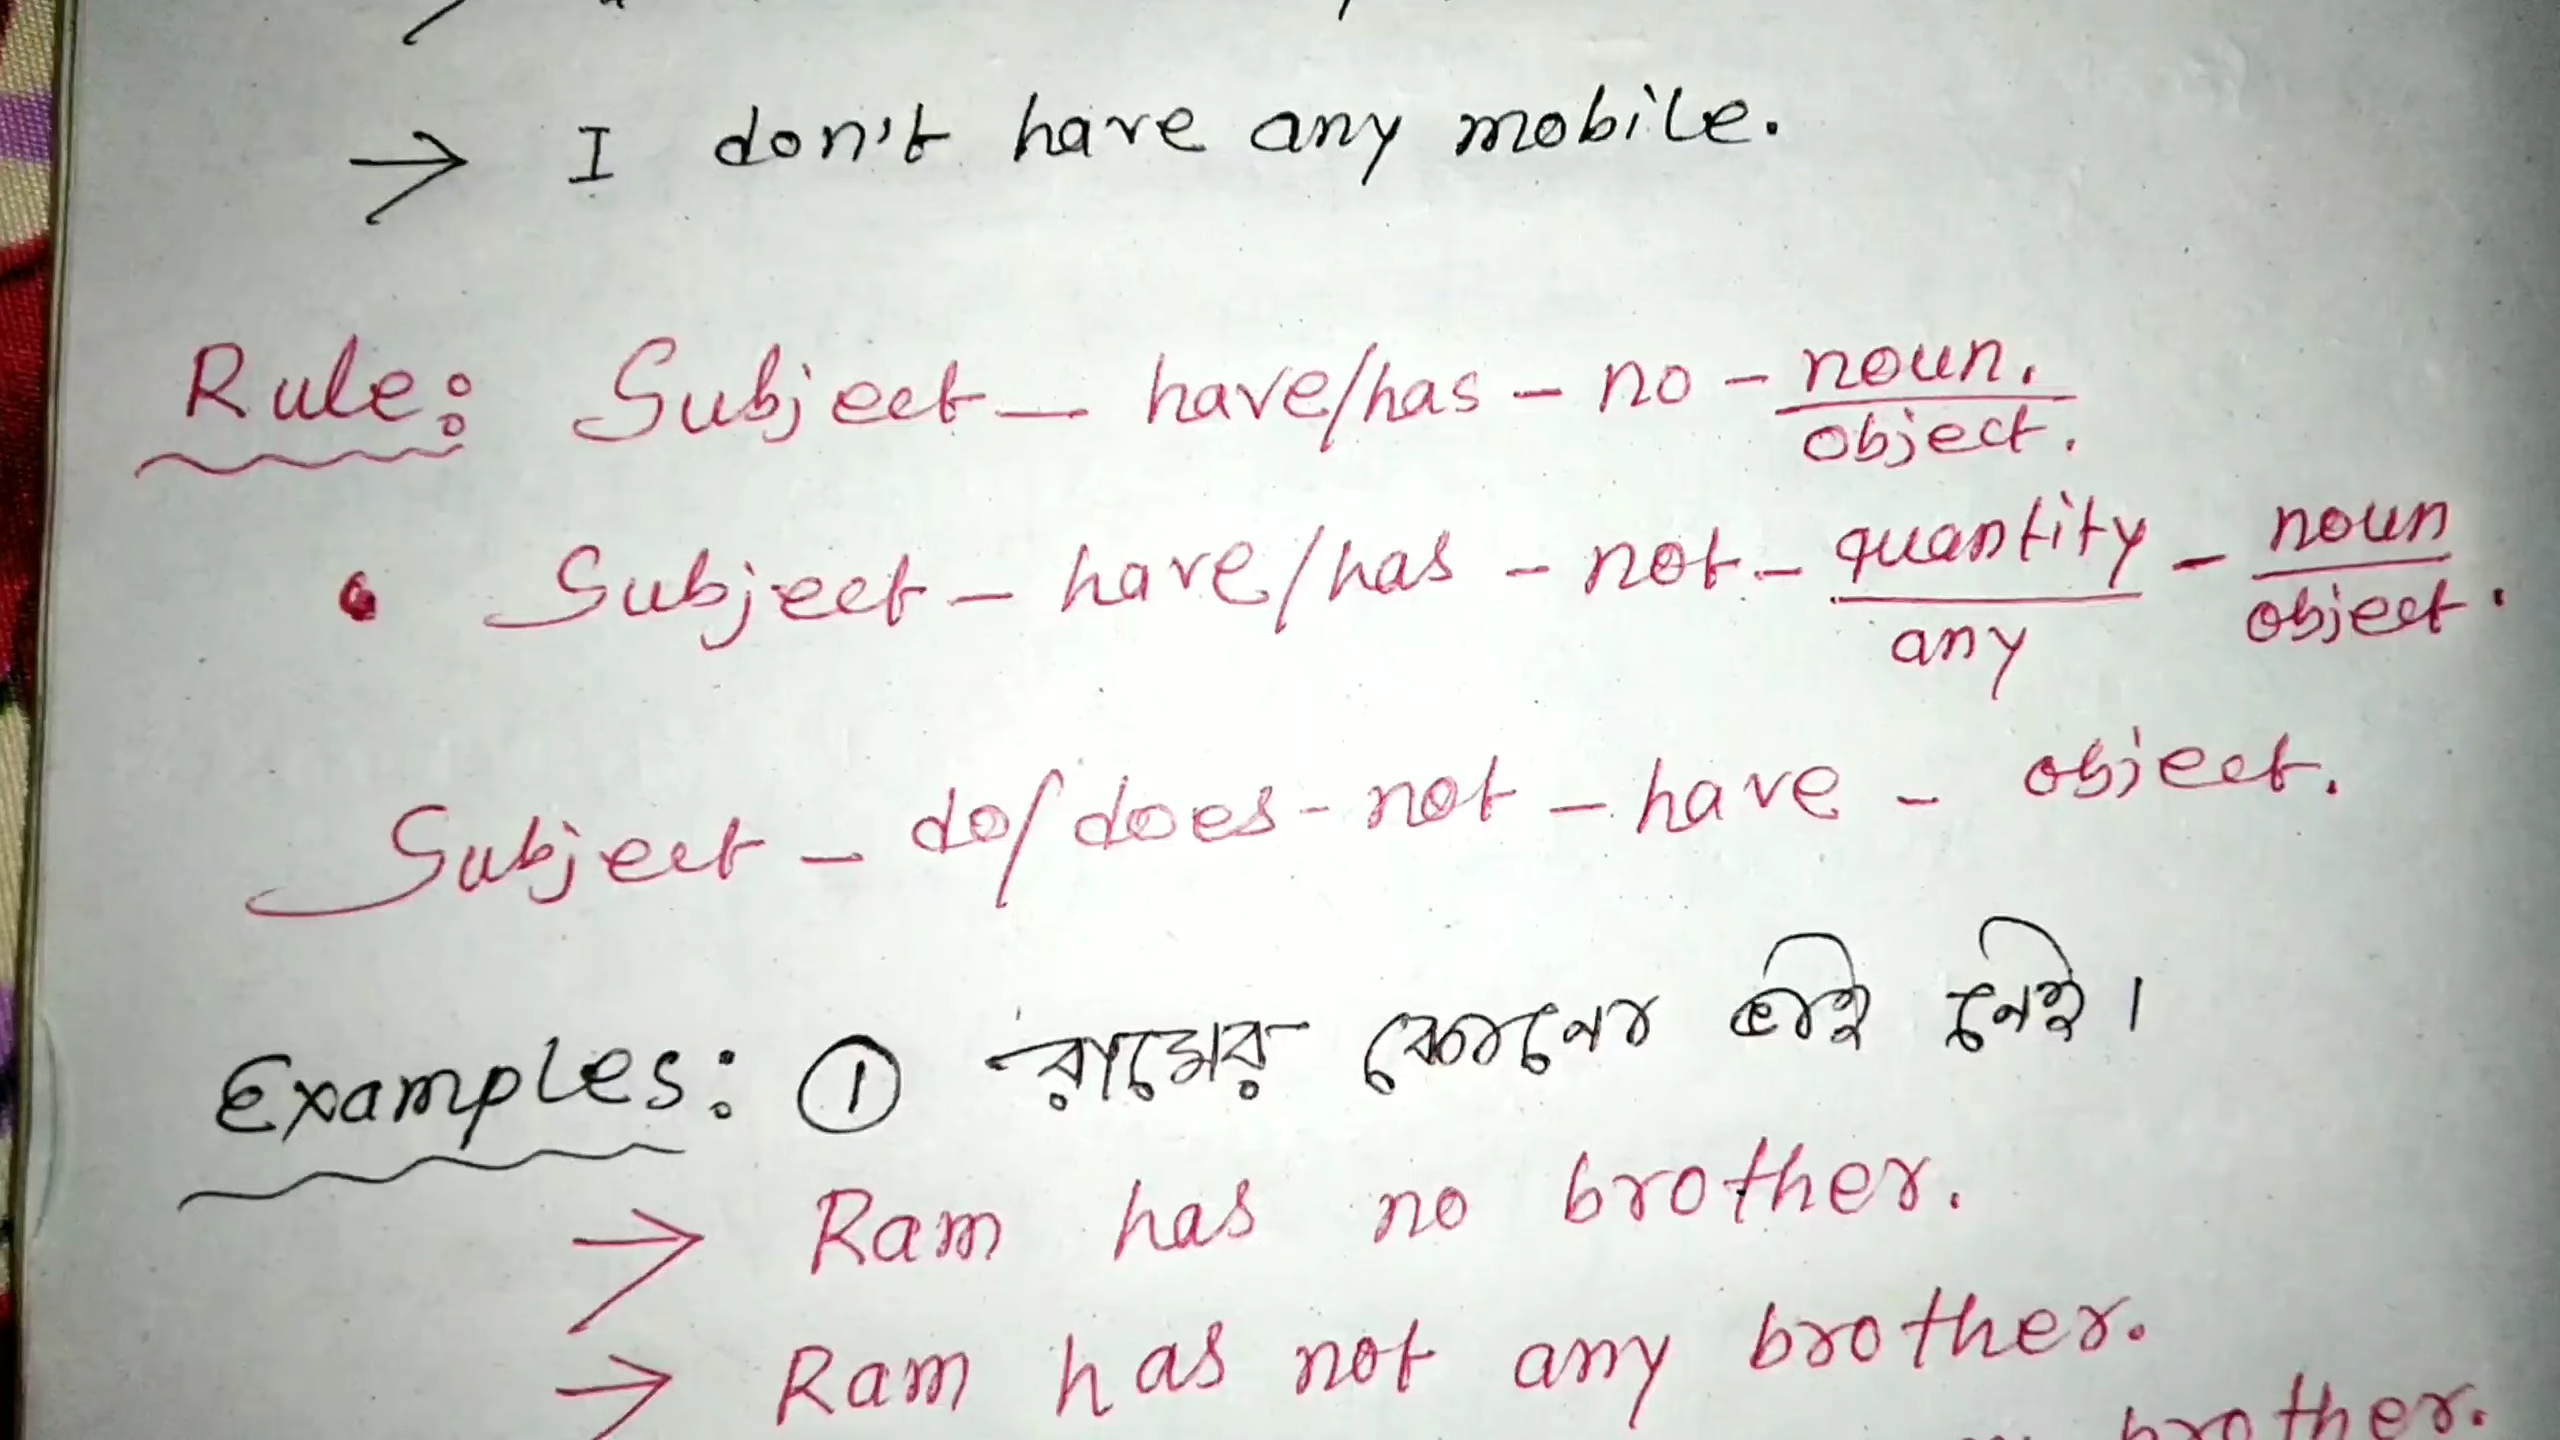 → I don't have any mobile.
Rule: Subject — have/has – no – noun. / object.
• Subject – have/has – not – quantity / any – noun / object.
Subject – do/does - not – have – object.
Examples: ① রামের কোনো ভাই নেই।
→ Ram has no brother.
→ Ram has not any brother.
brother.